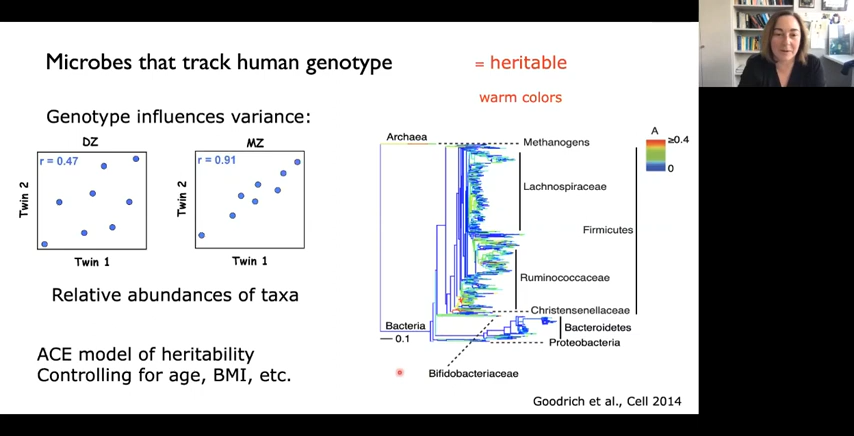 Microbes that track human genotype
= heritable
warm colors
Genotype influences variance:
DZ
r = 0.47
Twin 2
Twin 1
MZ
r = 0.91
Twin 2
Twin 1
Relative abundances of taxa
ACE model of heritability
Controlling for age, BMI, etc.
Archaea
Methanogens
Lachnospiraceae
Firmicutes
Ruminococcaceae
Christensenellaceae
Bacteria
Bacteroidetes
0.1
Proteobacteria
Bifidobacteriaceae
A
≥0.4
0
Goodrich et al., Cell 2014